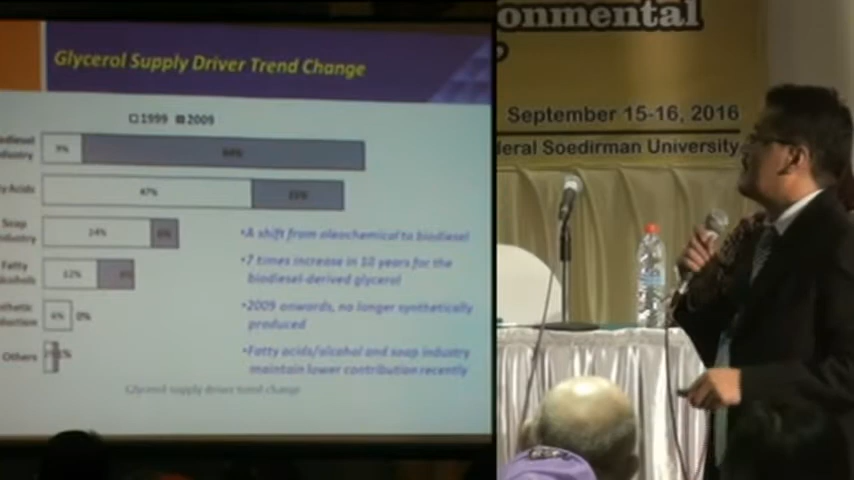 Glycerol Supply Driver Trend Change
1999 2009
9% 64%
Acids 47% 21%
Soap 24% 6%
Fatty 12%
6% 0%
Others 1%
•A shift from oleochemical to biodiesel
•7 times increase in 10 years for the
biodiesel-derived glycerol
•2009 onwards, no longer synthetically
produced
•Fatty acids/alcohol and soap industry
maintain lower contribution recently
Glycerol supply driver trend change
onmental
September 15-16, 2016
deral Soedirman University